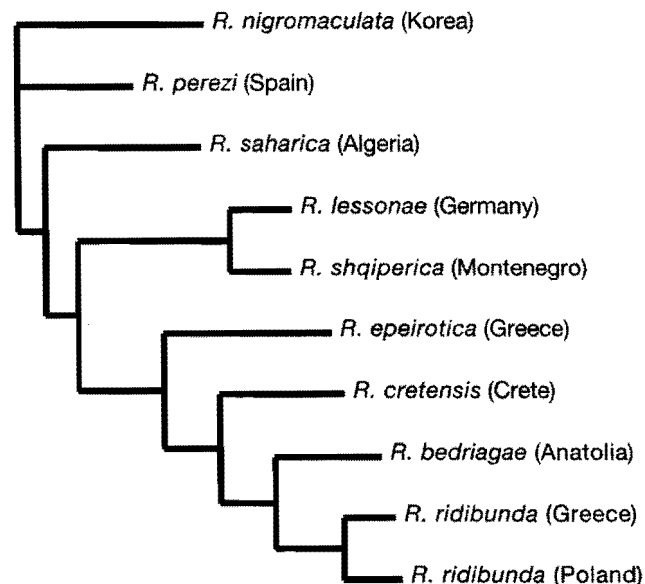 R. nigromaculata (Korea)
R. perezi (Spain)
R. saharica (Algeria)
R. lessonae (Germany)
R. shqiperica (Montenegro)
R. epeirotica (Greece)
R. cretensis (Crete)
R. bedriagae (Anatolia)
R. ridibunda (Greece)
R. ridibunda (Poland)